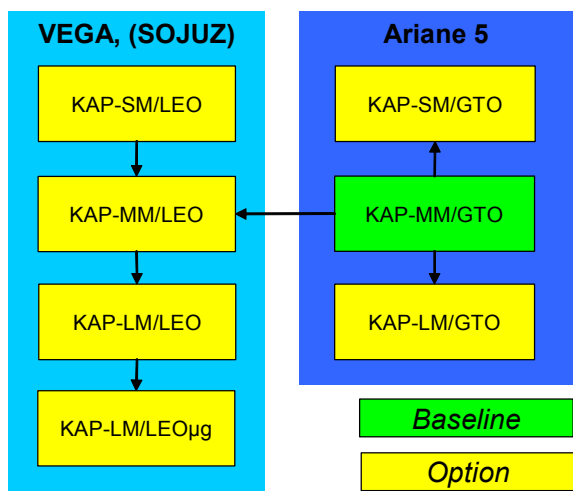 VEGA, (SOJUZ)
KAP-SM/LEO
KAP-MM/LEO
KAP-LM/LEO
KAP-LM/LEOµg
Ariane 5
KAP-SM/GTO
KAP-MM/GTO
KAP-LM/GTO
Baseline
Option